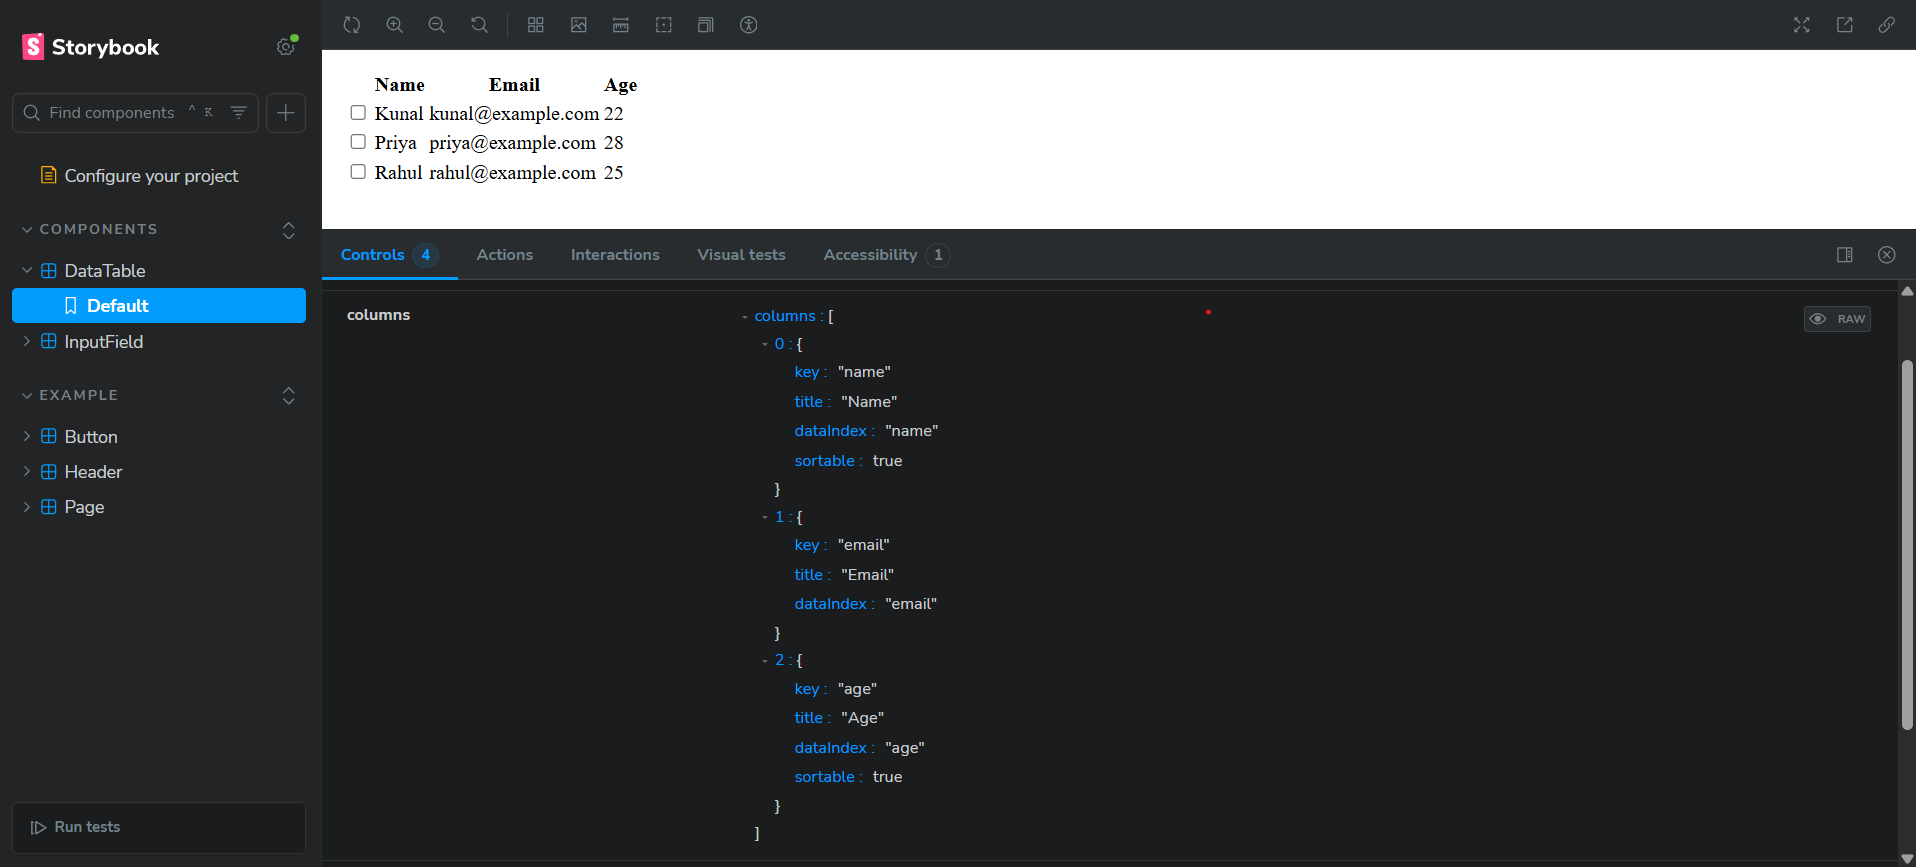 Storybook
Find components ^ K
Configure your project
COMPONENTS
DataTable
Default
InputField
EXAMPLE
Button
Header
Page
Run tests
Name Email Age
Kunal kunal@example.com 22
Priya priya@example.com 28
Rahul rahul@example.com 25
Controls 4 Actions Interactions Visual tests Accessibility 1
columns
columns : [
RAW
0 : {
key : "name"
title : "Name"
dataIndex : "name"
sortable : true
}
1 : {
key : "email"
title : "Email"
dataIndex : "email"
}
2 : {
key : "age"
title : "Age"
dataIndex : "age"
sortable : true
}
]